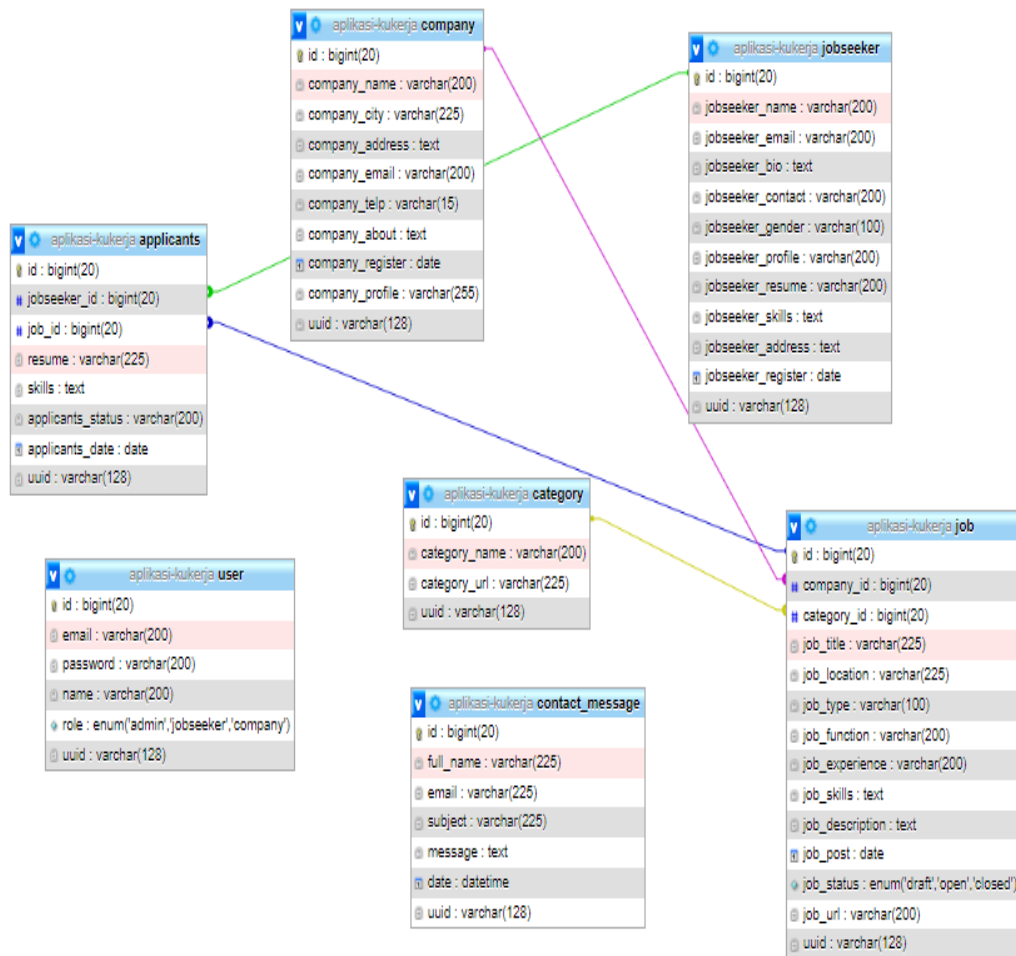 aplikasi-kukerja company
id : bigint(20)
company_name : varchar(200)
company_city : varchar(225)
company_address : text
company_email : varchar(200)
company_telp : varchar(15)
company_about : text
company_register : date
company_profile : varchar(255)
uuid : varchar(128)
aplikasi-kukerja jobseeker
id : bigint(20)
jobseeker_name : varchar(200)
jobseeker_email : varchar(200)
jobseeker_bio : text
jobseeker_contact : varchar(200)
jobseeker_gender : varchar(100)
jobseeker_profile : varchar(200)
jobseeker_resume : varchar(200)
jobseeker_skills : text
jobseeker_address : text
jobseeker_register : date
uuid : varchar(128)
aplikasi-kukerja applicants
id : bigint(20)
jobseeker_id : bigint(20)
job_id : bigint(20)
resume : varchar(225)
skills : text
applicants_status : varchar(200)
applicants_date : date
uuid : varchar(128)
aplikasi-kukerja category
id : bigint(20)
category_name : varchar(200)
category_url : varchar(225)
uuid : varchar(128)
aplikasi-kukerja job
id : bigint(20)
company_id : bigint(20)
category_id : bigint(20)
job_title : varchar(225)
job_location : varchar(225)
job_type : varchar(100)
job_function : varchar(200)
job_experience : varchar(200)
job_skills : text
job_description : text
job_post : date
job_status : enum('draft','open','closed')
job_url : varchar(200)
uuid : varchar(128)
aplikasi-kukerja user
id : bigint(20)
email : varchar(200)
password : varchar(200)
name : varchar(200)
role : enum('admin','jobseeker','company')
uuid : varchar(128)
aplikasi-kukerja contact_message
id : bigint(20)
full_name : varchar(225)
email : varchar(225)
subject : varchar(225)
message : text
date : datetime
uuid : varchar(128)